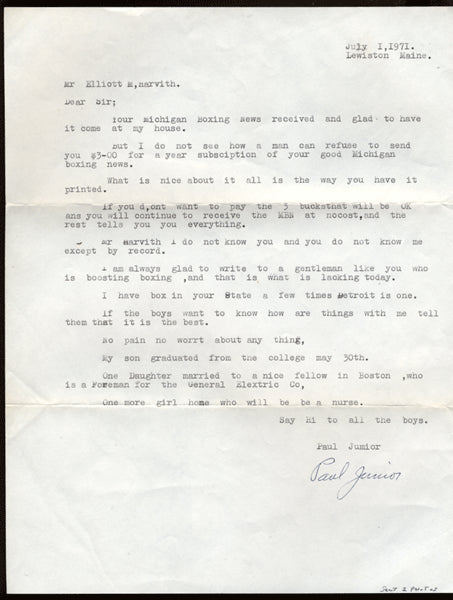 July 1,1971.
Lewiston Maine.
Mr Elliott M,Harvith.
Dear Sir;
Your Michigan Boxing News received and glad to have
it come at my house.
But I do not see how a man can refuse to send
you $3-00 for a year subsciption of your good Michigan
boxing news.
What is nice about it all is the way you have it
printed.
If you d,ont want to pay the 3 bucksthat will be OK
ans you will continue to receive the MBN at nocost,and the
rest tells you you everything.
Mr Harvith I do not know you and you do not know me
except by record.
I am always glad to write to a gentleman like you who
is boosting boxing ,and that is what is lacking today.
I have box in your State a few times Detroit is one.
If the boys want to know how are things with me tell
them that it is the best.
No pain no worrt about any thing,
My son graduated from the college may 30th.
One Daughter married to a nice fellow in Boston ,who
is a Foreman for the General Elextric Co,
One more girl home who will be be a nurse.
Say hi to all the boys.
Paul Jumior
Paul Junior
Sent 2 Photos